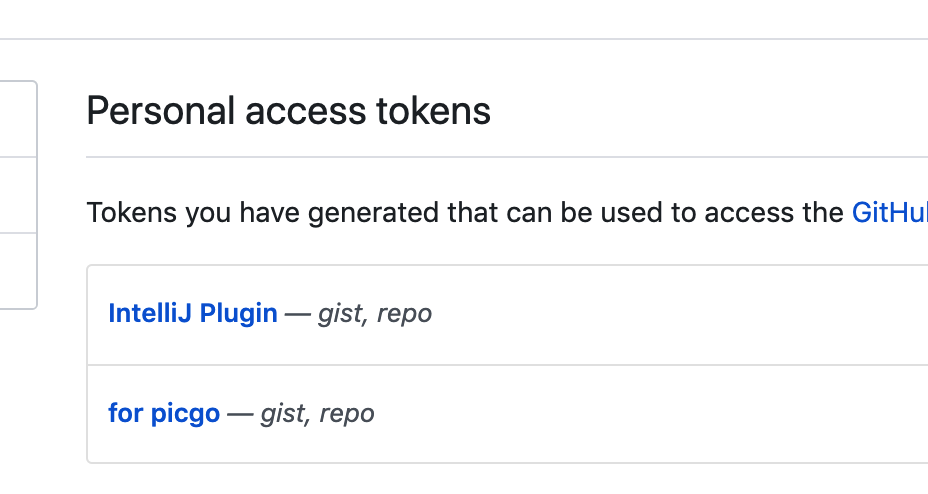 Personal access tokens
Tokens you have generated that can be used to access the GitHu
IntelliJ Plugin — gist, repo
for picgo — gist, repo